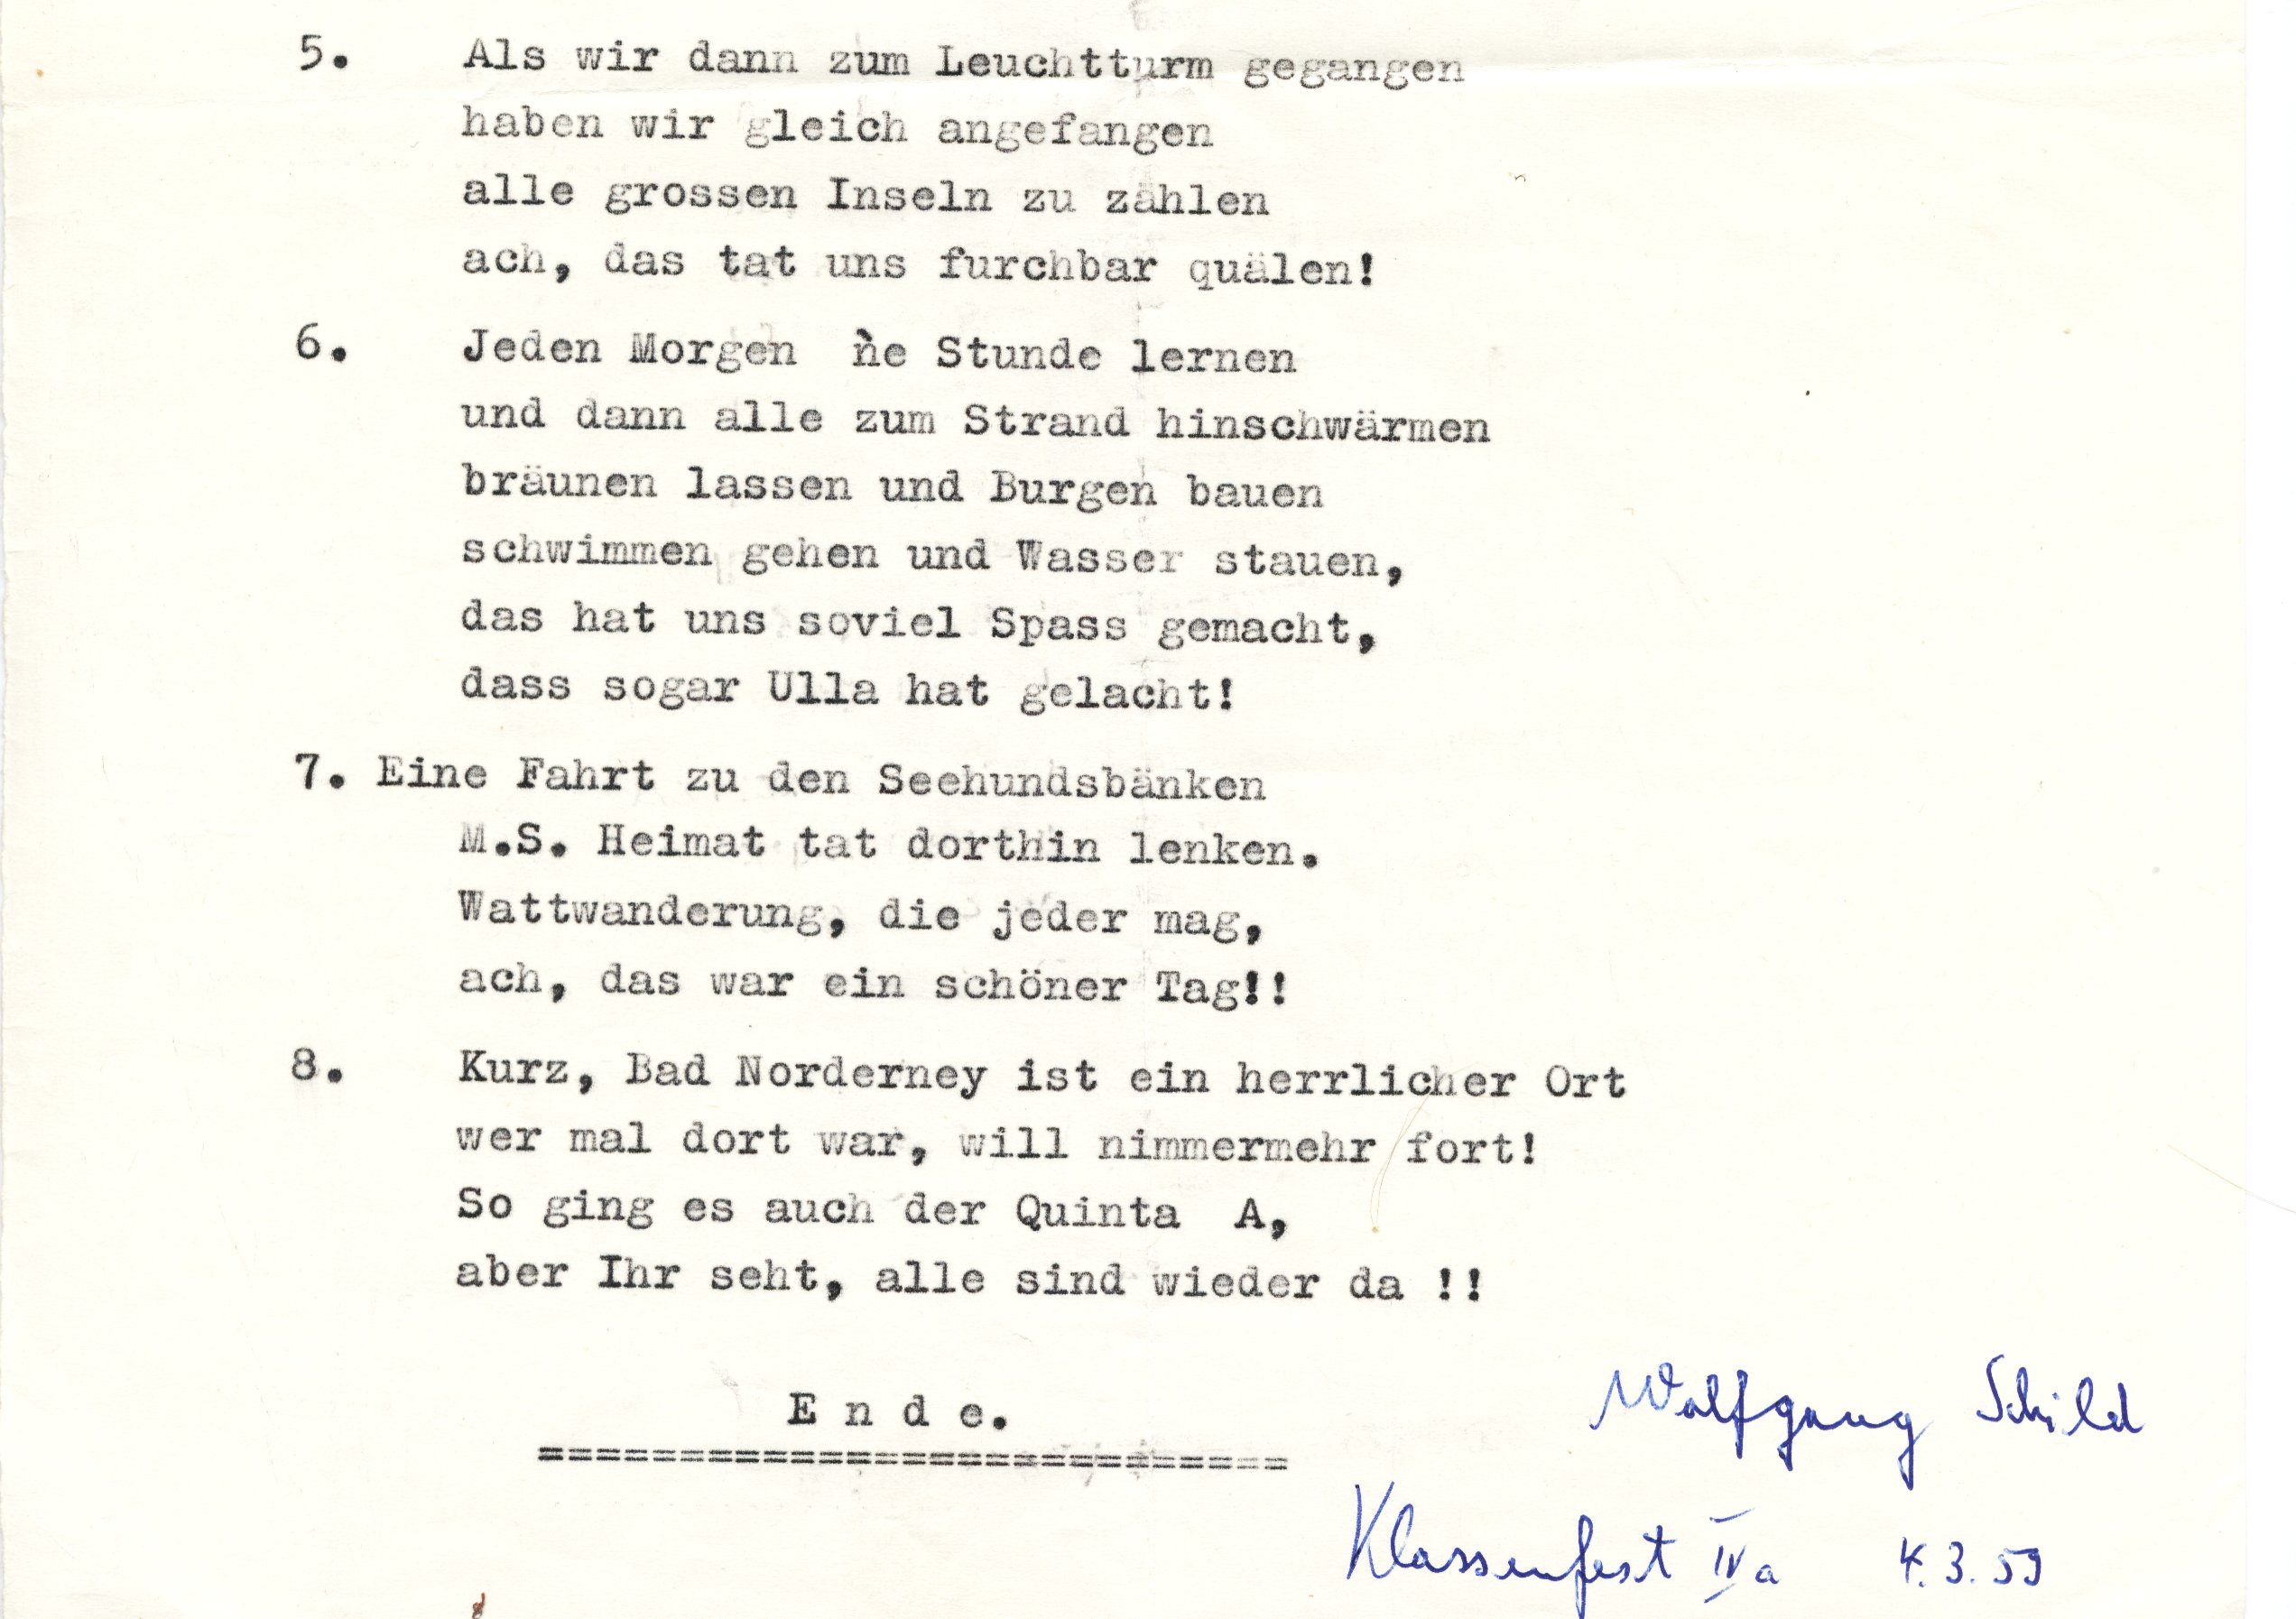 5. Als wir dann zum Leuchtturm gegangen
haben wir gleich angefangen
alle grossen Inseln zu zählen
ach, das tat uns furchbar quälen!
6. Jeden Morgen ǹe Stunde lernen
und dann alle zum Strand hinschwärmen
bräunen lassen und Burgen bauen
schwimmen gehen und Wasser stauen,
das hat uns soviel Spass gemacht,
dass sogar Ulla hat gelacht!
7. Eine Fahrt zu den Seehundsbänken
M.S. Heimat tat dorthin lenken.
Wattwanderung, die jeder mag,
ach, das war ein schöner Tag!!
8. Kurz, Bad Norderney ist ein herrlicher Ort
wer mal dort war, will nimmermehr fort!
So ging es auch der Quinta A,
aber Ihr seht, alle sind wieder da !!
E n d e.
===========================
Wolfgang Schild
Klassenfest IV a 4.3.59